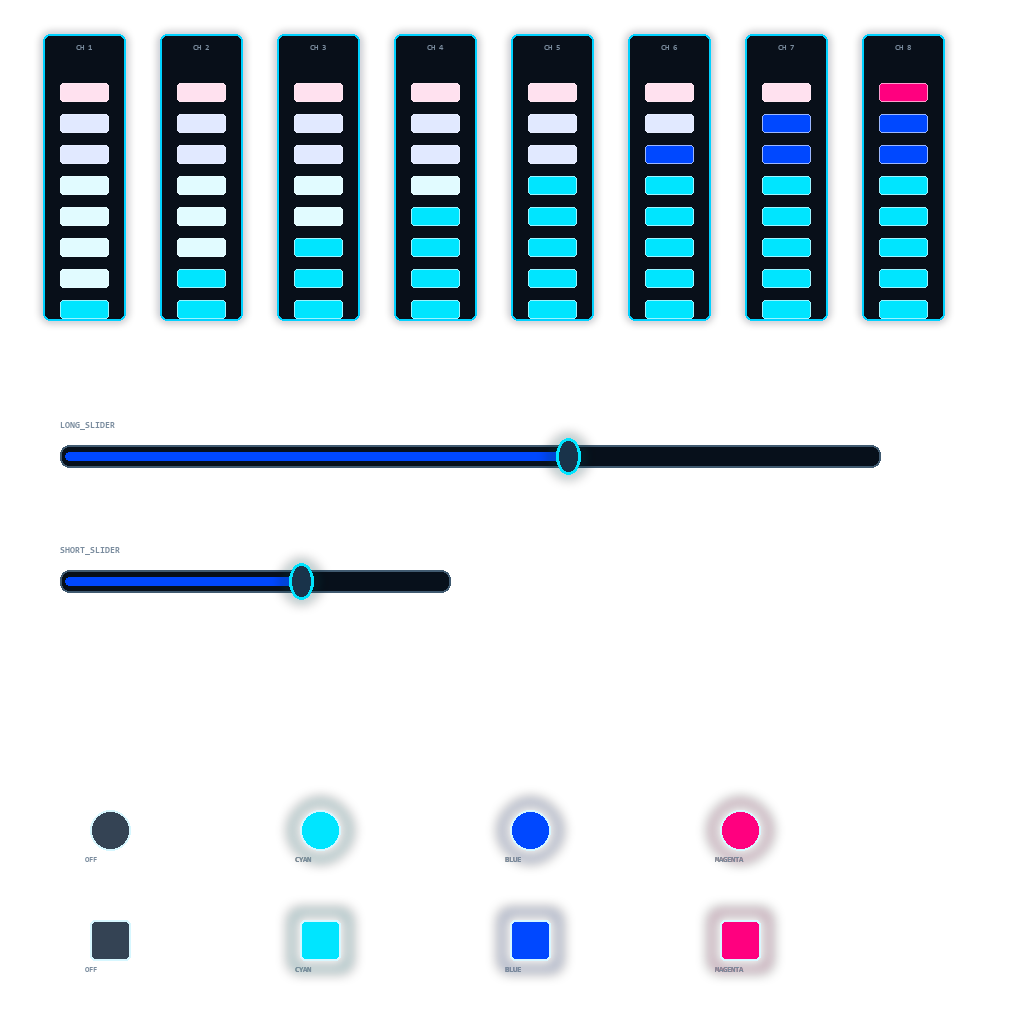 CH 1 CH 2 CH 3 CH 4 CH 5 CH 6 CH 7 CH 8
LONG_SLIDER
SHORT_SLIDER
OFF CYAN BLUE MAGENTA
OFF CYAN BLUE MAGENTA